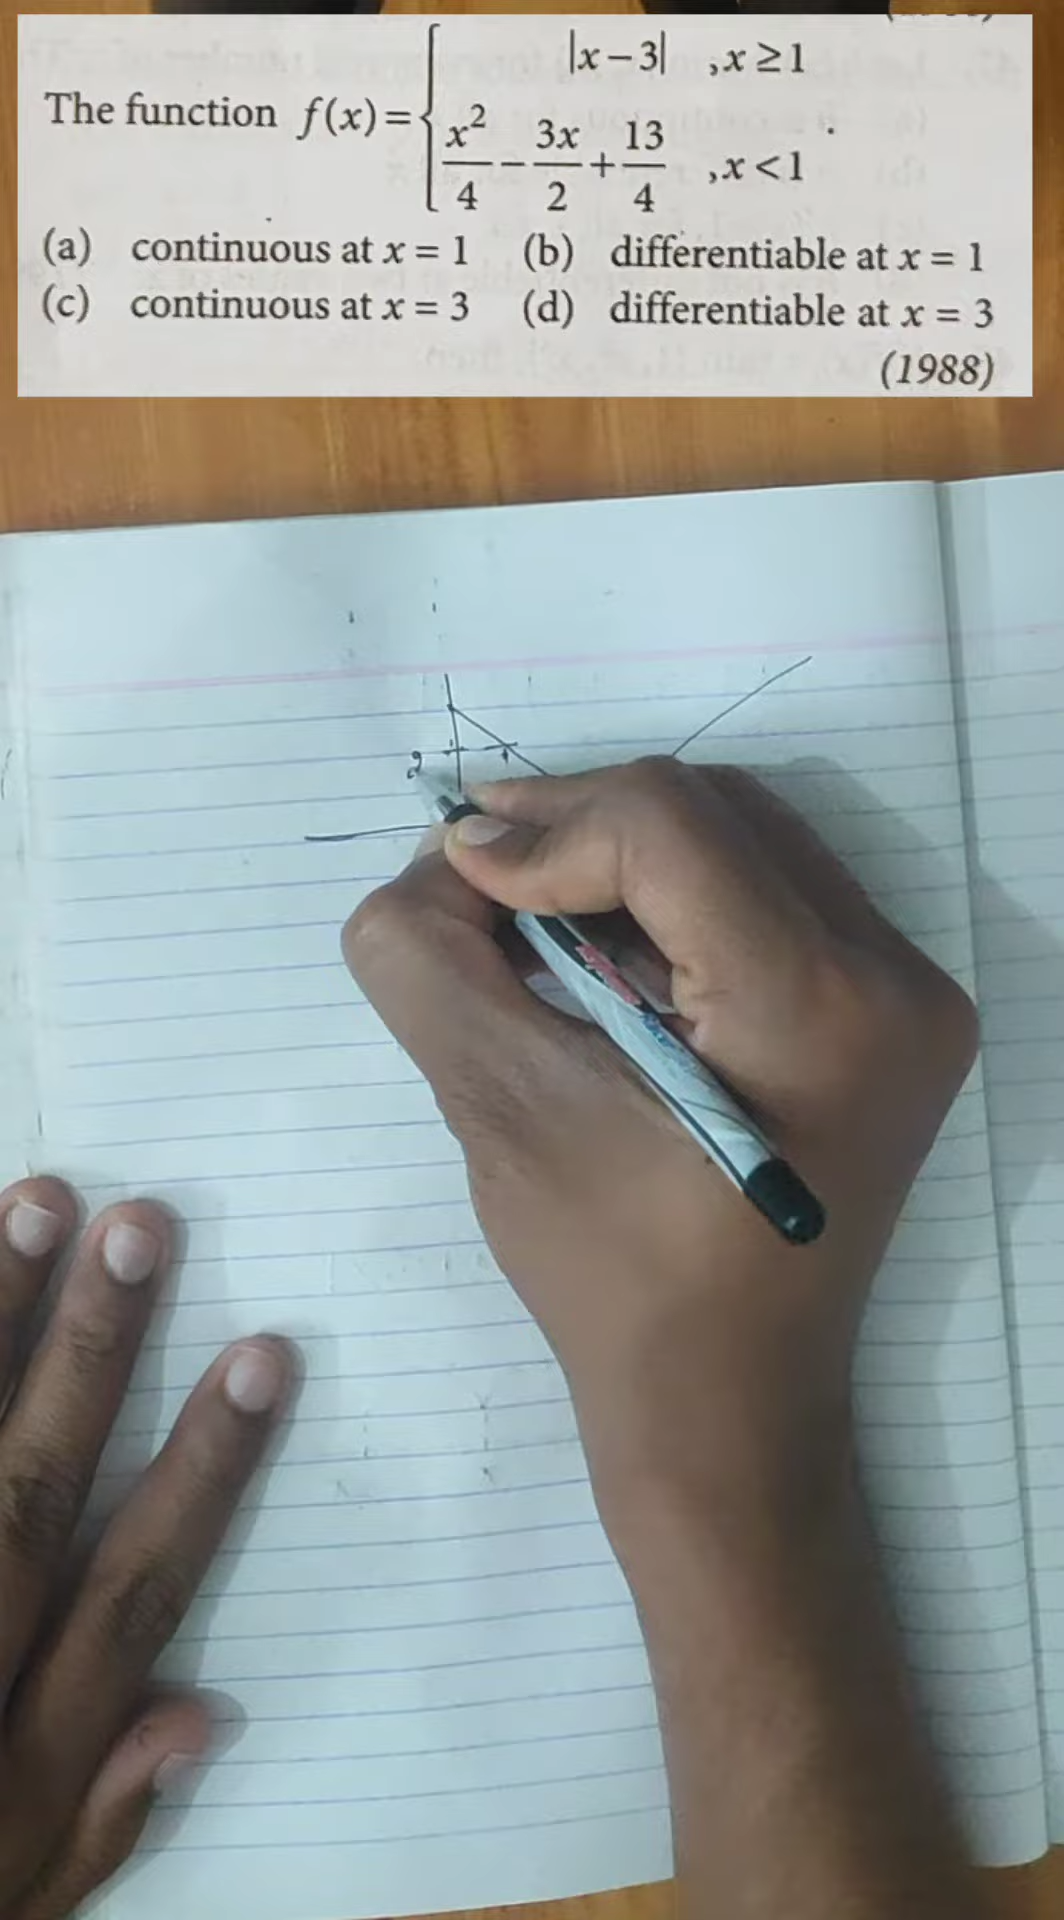 |x-3| , x ≥ 1
The function f(x) = { x²/4 - 3x/2 + 13/4 , x < 1 .
(a) continuous at x = 1 (b) differentiable at x = 1
(c) continuous at x = 3 (d) differentiable at x = 3
(1988)
2
1